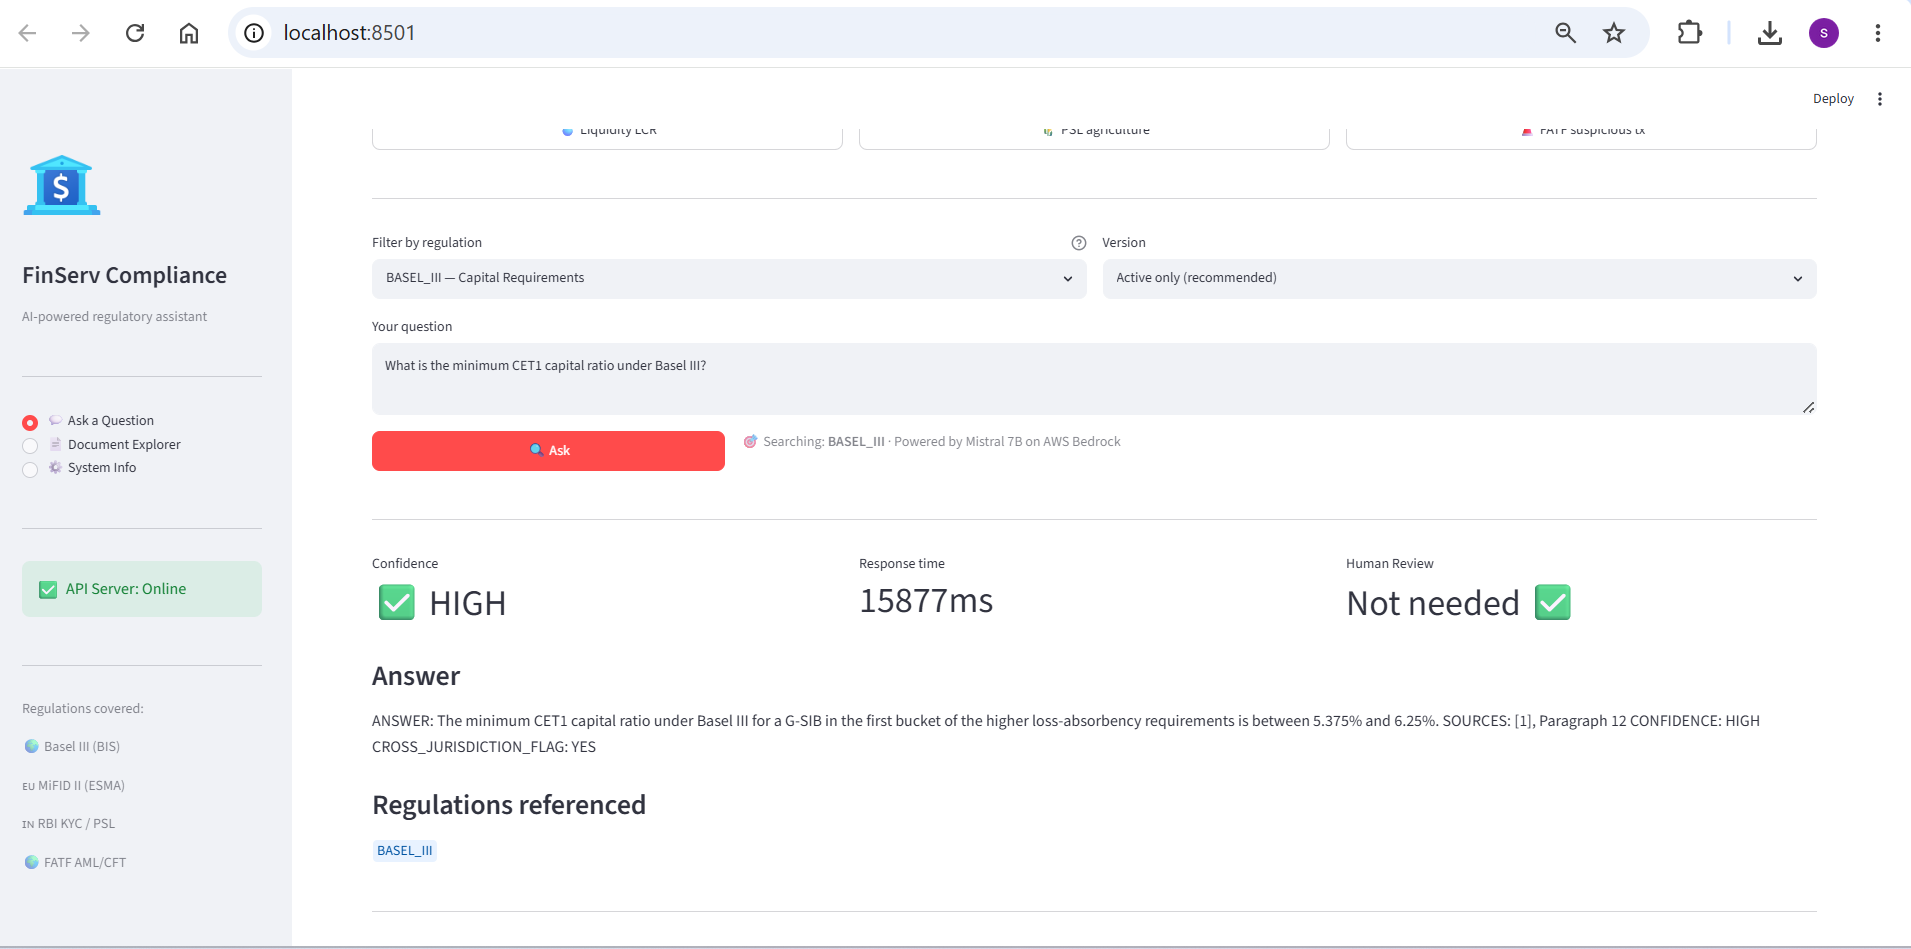 localhost:8501
S
Deploy
Liquidity LCR
PSL agriculture
FATF suspicious tx
$
FinServ Compliance
AI-powered regulatory assistant
Ask a Question
Document Explorer
System Info
API Server: Online
Regulations covered:
Basel III (BIS)
EU MiFID II (ESMA)
IN RBI KYC / PSL
FATF AML/CFT
Filter by regulation
Version
BASEL_III — Capital Requirements
Active only (recommended)
Your question
What is the minimum CET1 capital ratio under Basel III?
Ask
Searching: BASEL_III · Powered by Mistral 7B on AWS Bedrock
Confidence
Response time
Human Review
HIGH
15877ms
Not needed
Answer
ANSWER: The minimum CET1 capital ratio under Basel III for a G-SIB in the first bucket of the higher loss-absorbency requirements is between 5.375% and 6.25%. SOURCES: [1], Paragraph 12 CONFIDENCE: HIGH
CROSS_JURISDICTION_FLAG: YES
Regulations referenced
BASEL_III